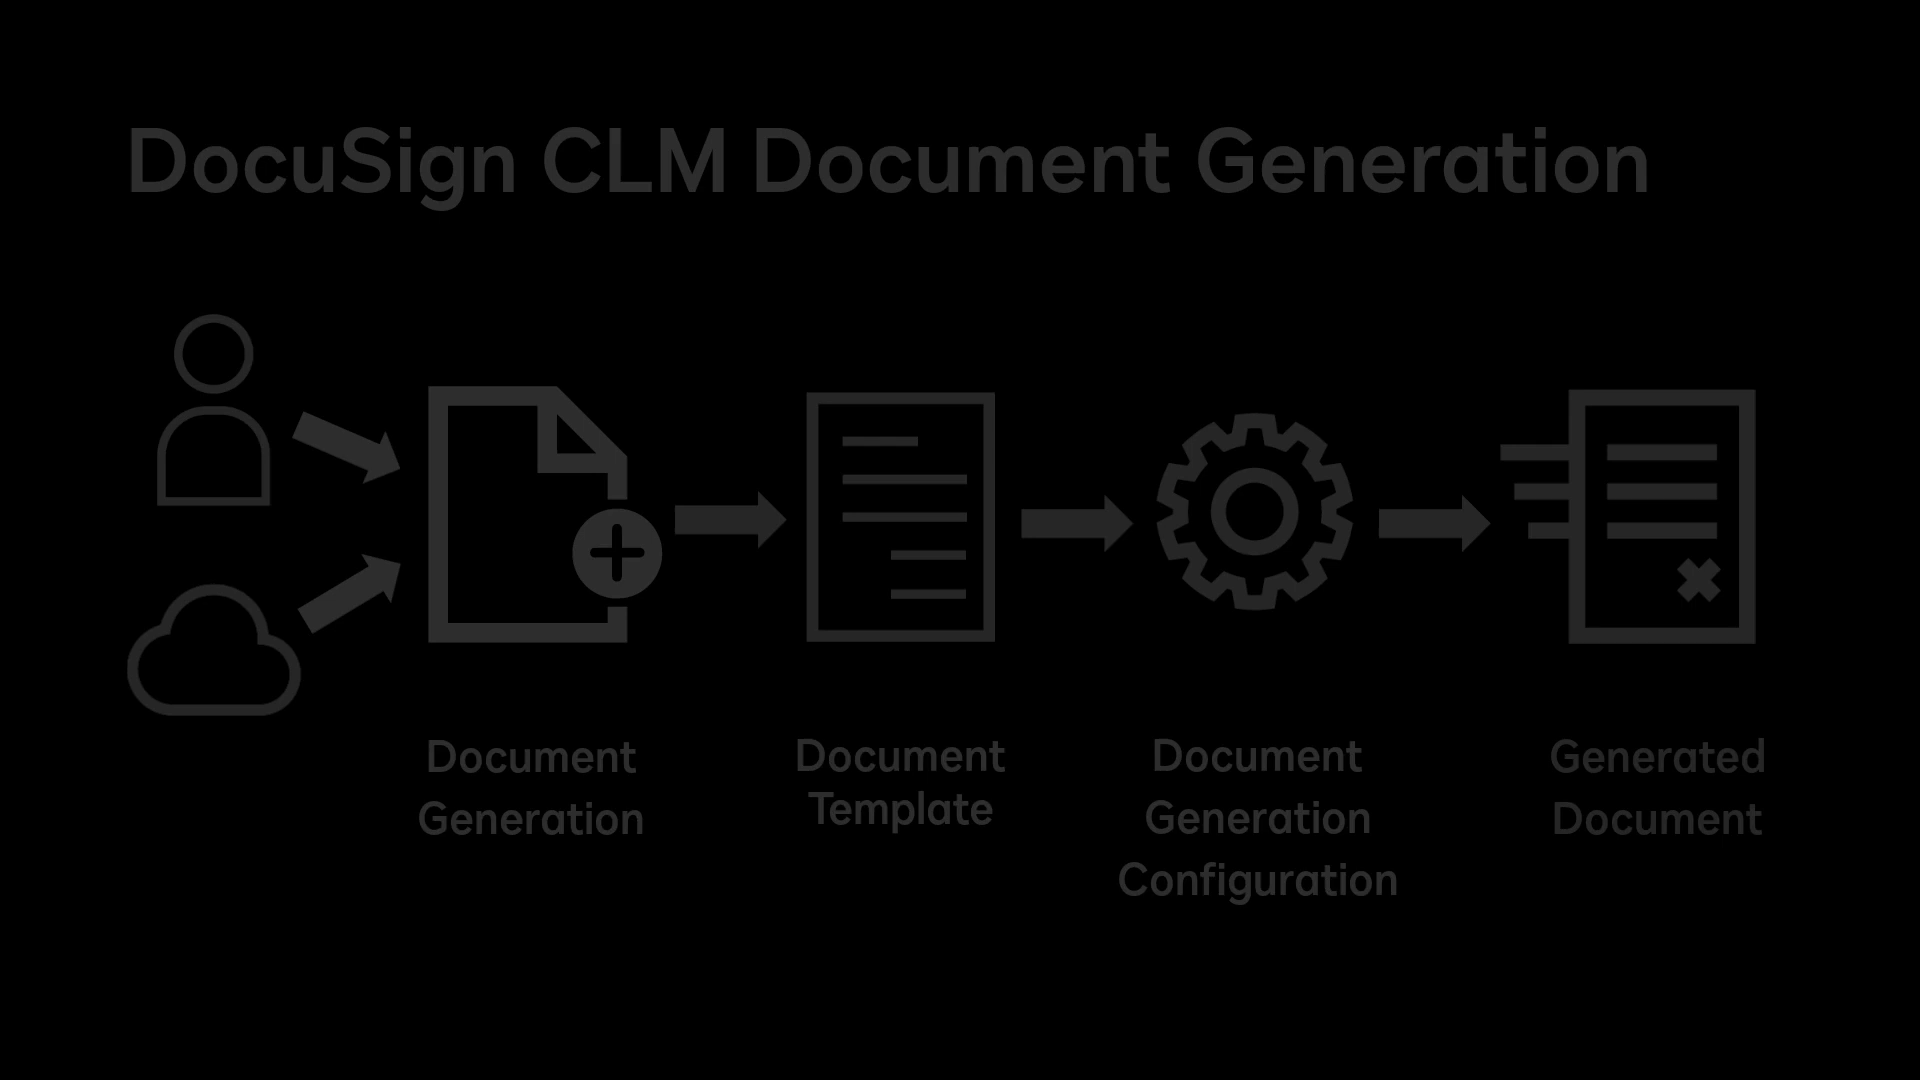 DocuSign CLM Document Generation
Document
Generation
Document
Template
Document
Generation
Configuration
Generated
Document